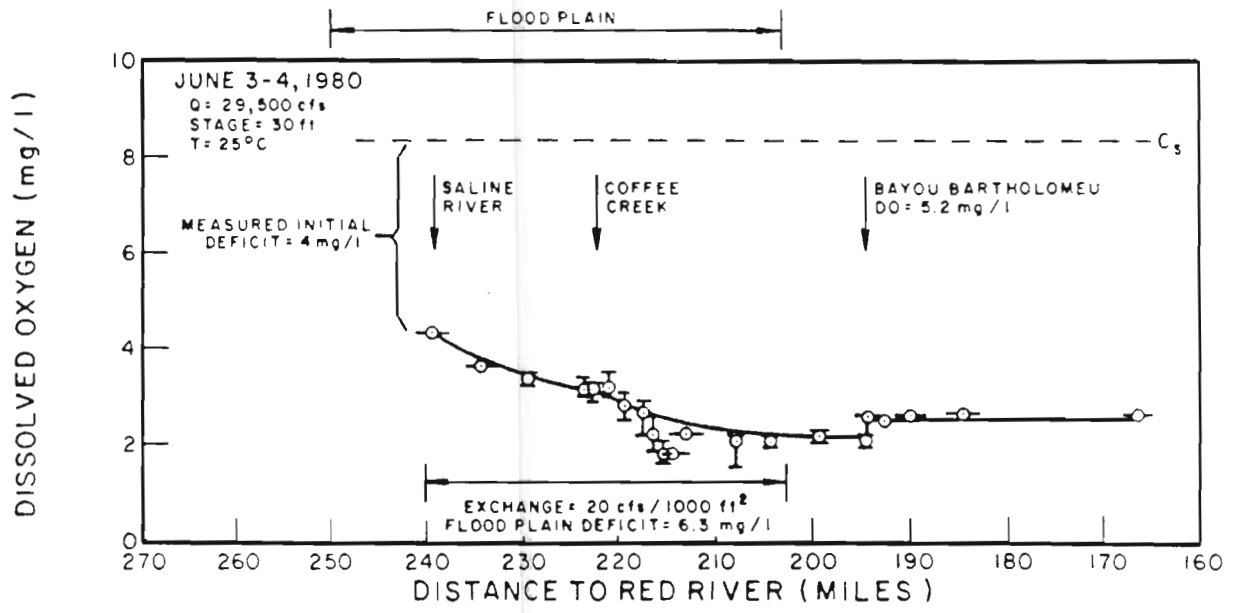 FLOOD PLAIN
10
8
6
4
2
0
DISSOLVED OXYGEN (mg/l)
JUNE 3-4, 1980
Q= 29,500 cfs
STAGE = 30 ft
T= 25°C
Cs
SALINE
RIVER
COFFEE
CREEK
BAYOU BARTHOLOMEU
DO = 5.2 mg/l
MEASURED INITIAL
DEFICIT = 4 mg/l
EXCHANGE = 20 cfs/1000 ft²
FLOOD PLAIN DEFICIT = 6.3 mg/l
270 260 250 240 230 220 210 200 190 180 170 160
DISTANCE TO RED RIVER (MILES)